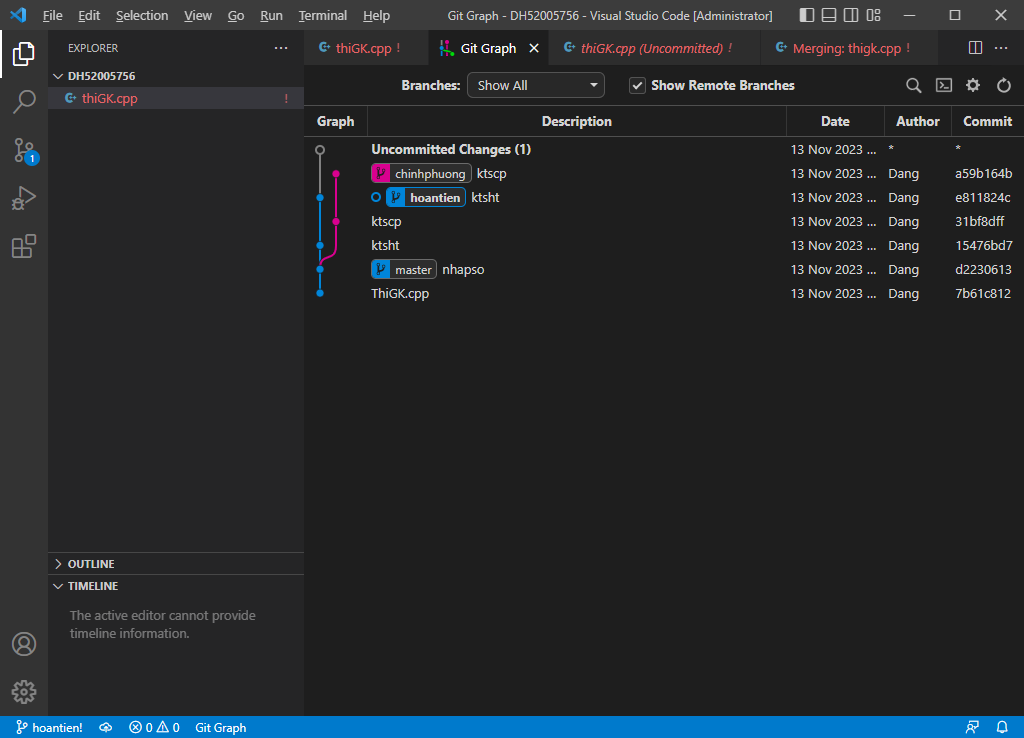 File Edit Selection View Go Run Terminal Help Git Graph - DH52005756 - Visual Studio Code [Administrator]
EXPLORER
thiGK.cpp !
Git Graph
thiGK.cpp (Uncommitted) !
Merging: thigk.cpp !
DH52005756
thiGK.cpp !
Branches: Show All Show Remote Branches
1
Graph Description Date Author Commit
Uncommitted Changes (1) 13 Nov 2023 ... * *
chinhphuong ktscp 13 Nov 2023 ... Dang a59b164b
hoantien ktsht 13 Nov 2023 ... Dang e811824c
ktscp 13 Nov 2023 ... Dang 31bf8dff
ktsht 13 Nov 2023 ... Dang 15476bd7
master nhapso 13 Nov 2023 ... Dang d2230613
ThiGK.cpp 13 Nov 2023 ... Dang 7b61c812
OUTLINE
TIMELINE
The active editor cannot provide
timeline information.
hoantien! 0 0 Git Graph